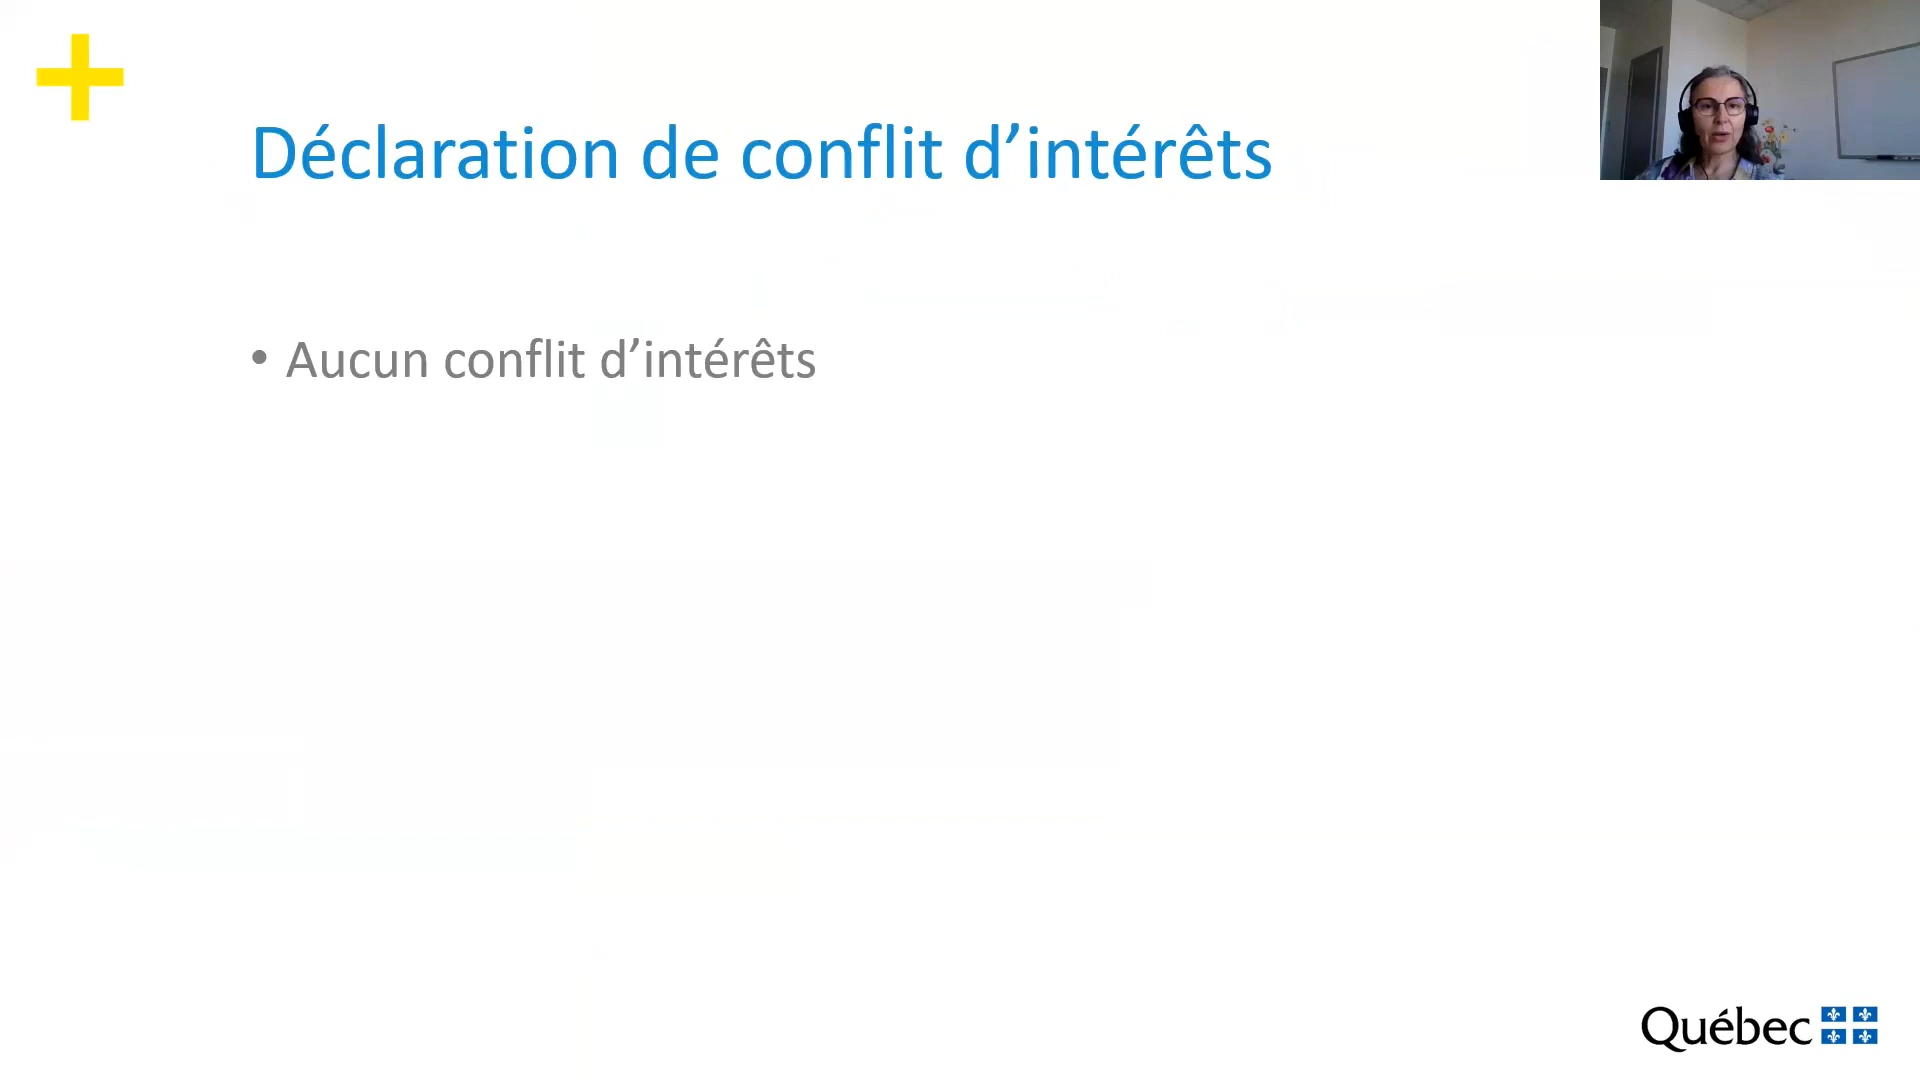 Déclaration de conflit d’intérêts
• Aucun conflit d’intérêts
Québec